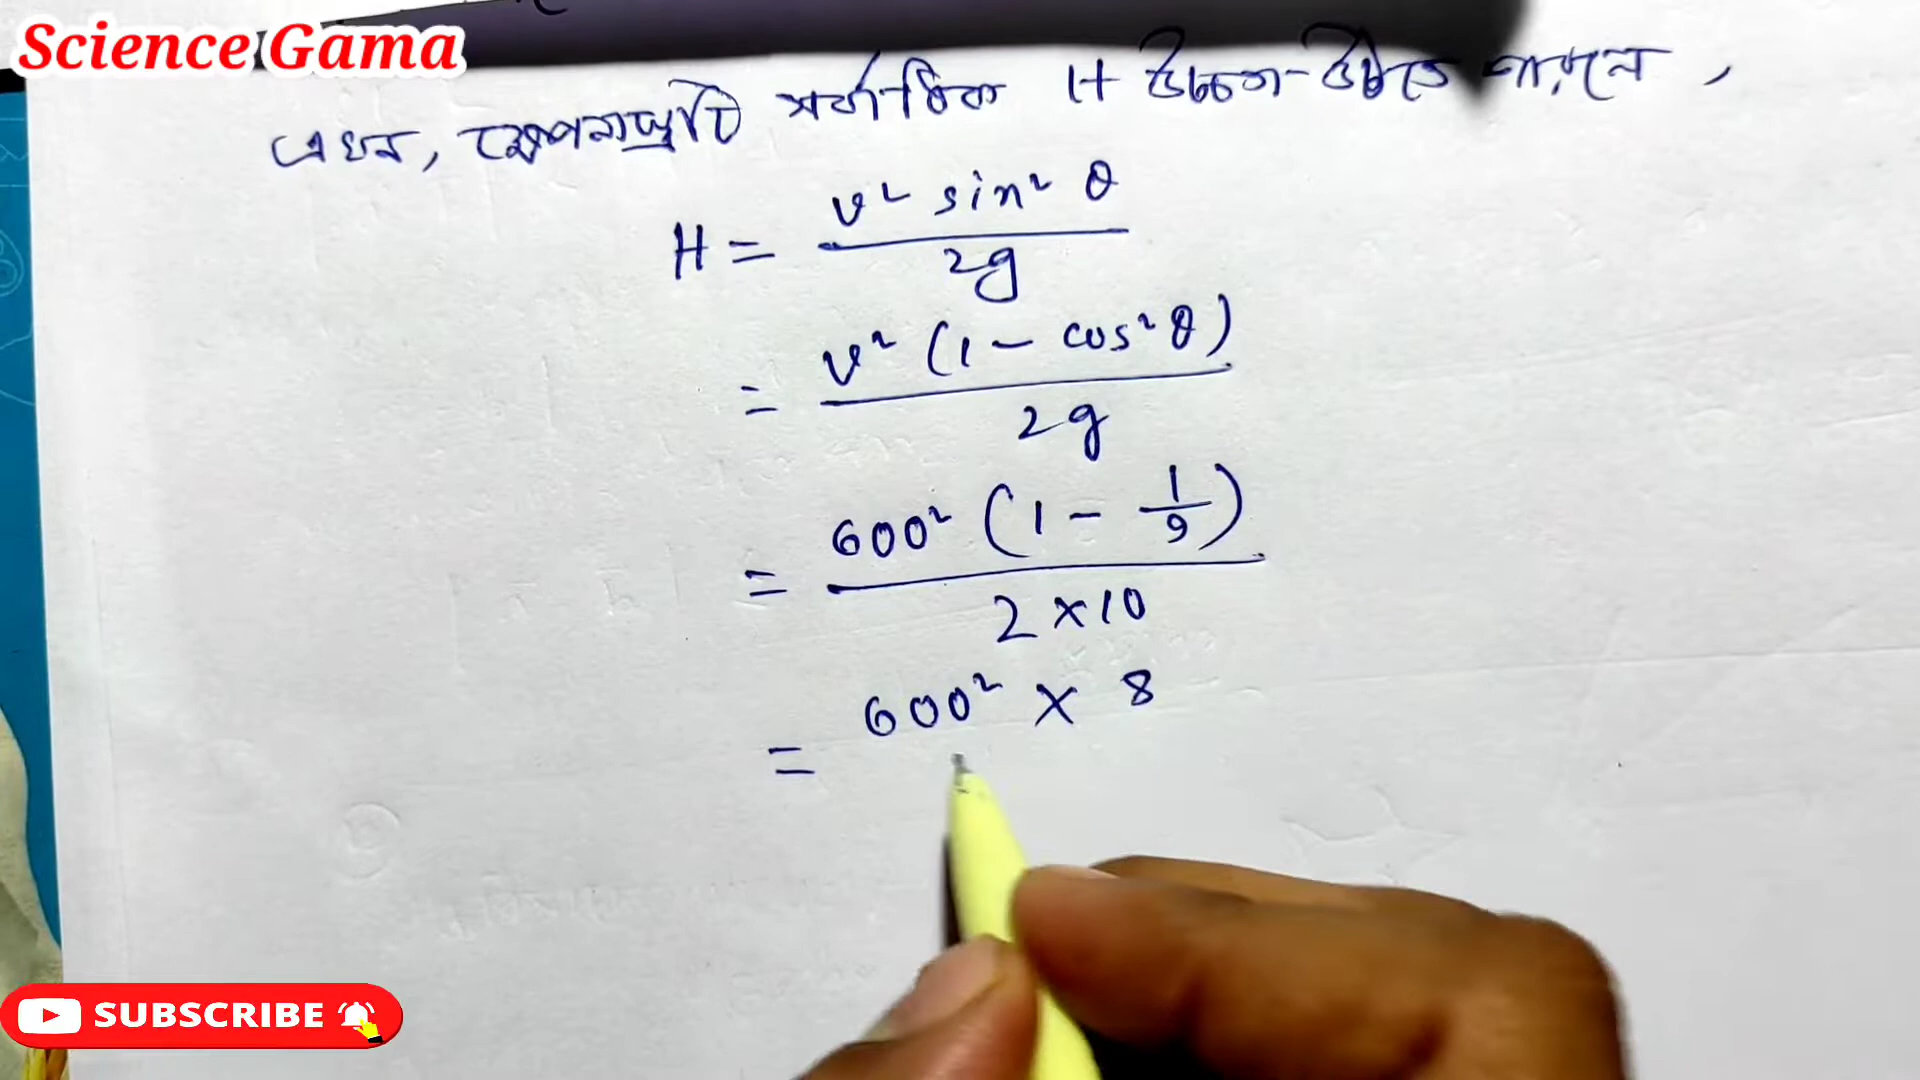 Science Gama
এখন, ক্ষেপনাস্ত্রটি সর্বাধিক H উচ্চতা উঠতে পারলে,
H = v² sin² θ / 2g
= v² (1 - cos² θ) / 2g
= 600² (1 - 1/9) / 2 × 10
= 600² × 8
SUBSCRIBE